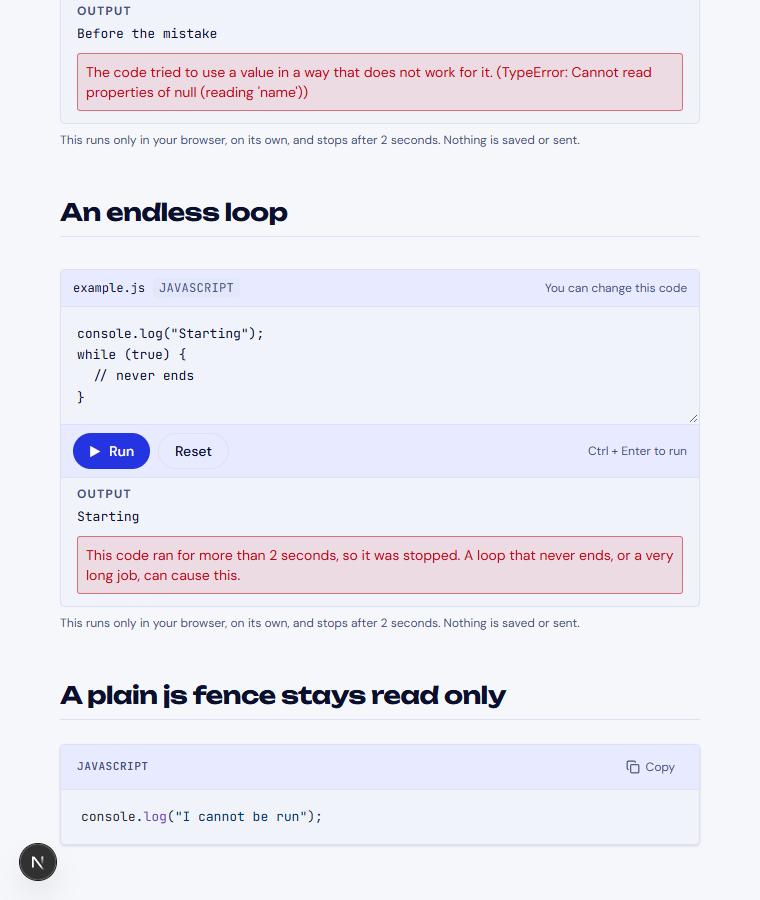 OUTPUT
Before the mistake
The code tried to use a value in a way that does not work for it. (TypeError: Cannot read
properties of null (reading 'name'))
This runs only in your browser, on its own, and stops after 2 seconds. Nothing is saved or sent.
An endless loop
example.js JAVASCRIPT You can change this code
console.log("Starting");
while (true) {
  // never ends
}
Run Reset Ctrl + Enter to run
OUTPUT
Starting
This code ran for more than 2 seconds, so it was stopped. A loop that never ends, or a very
long job, can cause this.
This runs only in your browser, on its own, and stops after 2 seconds. Nothing is saved or sent.
A plain js fence stays read only
JAVASCRIPT Copy
console.log("I cannot be run");
N